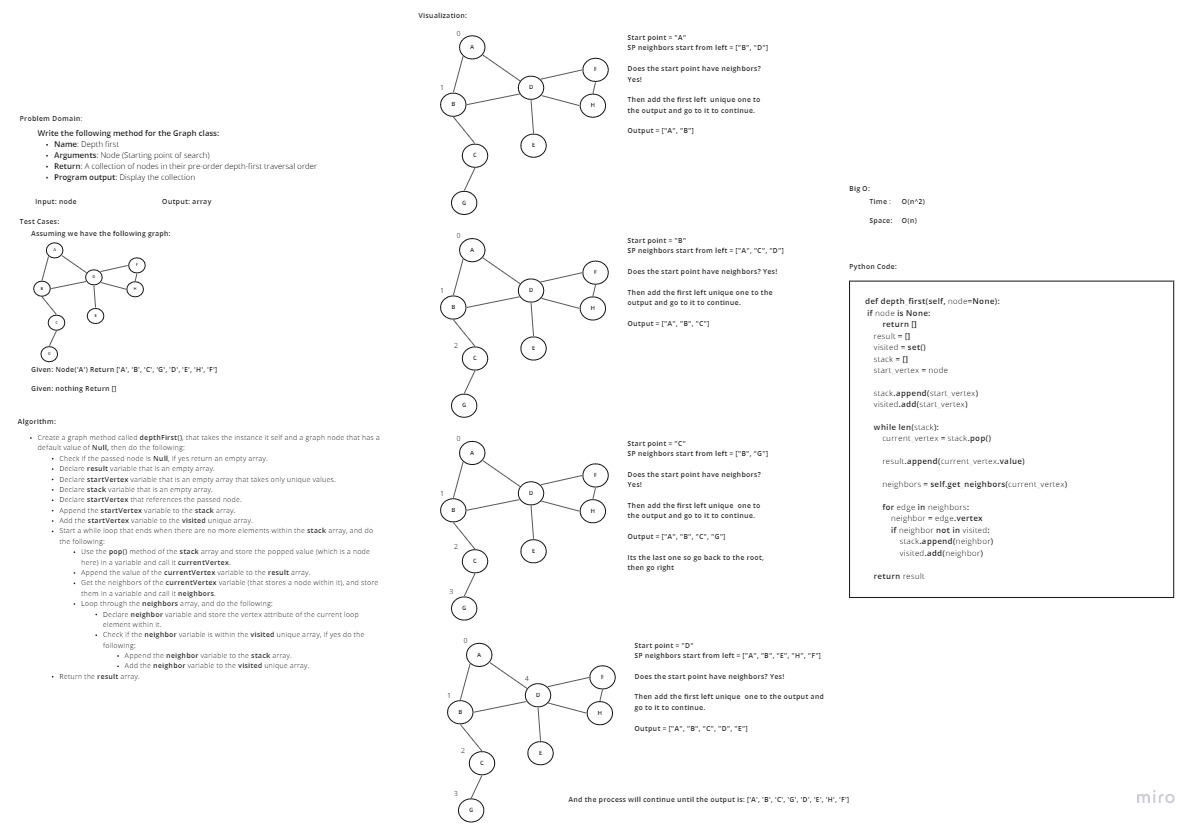 Problem Domain:
Write the following method for the Graph class:
• Name: Depth first
• Arguments: Node (Starting point of search)
• Return: A collection of nodes in their pre-order depth-first traversal order
• Program output: Display the collection
Input: node Output: array
Test Cases:
Assuming we have the following graph:
A
F
D
B
H
E
C
G
Given: Node('A') Return ['A', 'B', 'C', 'G', 'D', 'E', 'H', 'F']
Given: nothing Return []
Algorithm:
• Create a graph method called depthFirst(), that takes the instance it self and a graph node that has a
default value of Null, then do the following:
• Check if the passed node is Null, if yes return an empty array.
• Declare result variable that is an empty array.
• Declare startVertex variable that is an empty array that takes only unique values.
• Declare stack variable that is an empty array.
• Declare startVertex that references the passed node.
• Append the startVertex variable to the stack array.
• Add the startVertex variable to the visited unique array.
• Start a while loop that ends when there are no more elements within the stack array, and do
the following:
• Use the pop() method of the stack array and store the popped value (which is a node
here) in a variable and call it currentVertex.
• Append the value of the currentVertex variable to the result array.
• Get the neighbors of the currentVertex variable (that stores a node within it), and store
them in a variable and call it neighbors.
• Loop through the neighbors array, and do the following:
• Declare neighbor variable and store the vertex attribute of the current loop
element within it.
• Check if the neighbor variable is within the visited unique array, if yes do the
following:
• Append the neighbor variable to the stack array.
• Add the neighbor variable to the visited unique array.
• Return the result array.
Visualization:
0
A
F
D
1
B
H
E
C
G
Start point = "A"
SP neighbors start from left = ["B", "D"]
Does the start point have neighbors?
Yes!
Then add the first left unique one to
the output and go to it to continue.
Output = ["A", "B"]
0
A
F
D
1
B
H
2
E
C
G
Start point = "B"
SP neighbors start from left = ["A", "C", "D"]
Does the start point have neighbors? Yes!
Then add the first left unique one to the
output and go to it to continue.
Output = ["A", "B", "C"]
0
A
F
D
1
B
H
2
E
C
3
G
Start point = "C"
SP neighbors start from left = ["B", "G"]
Does the start point have neighbors?
Yes!
Then add the first left unique one to
the output and go to it to continue.
Output = ["A", "B", "C", "G"]
Its the last one so go back to the root,
then go right
0
A
F
4
D
1
B
H
2
E
C
3
G
Start point = "D"
SP neighbors start from left = ["A", "B", "E", "H", "F"]
Does the start point have neighbors? Yes!
Then add the first left unique one to the output and
go to it to continue.
Output = ["A", "B", "C", "D", "E"]
And the process will continue until the output is: ['A', 'B', 'C', 'G', 'D', 'E', 'H', 'F']
Big O:
Time : O(n^2)
Space: O(n)
Python Code:
def depth_first(self, node=None):
if node is None:
return []
result = []
visited = set()
stack = []
start_vertex = node
stack.append(start_vertex)
visited.add(start_vertex)
while len(stack):
current_vertex = stack.pop()
result.append(current_vertex.value)
neighbors = self.get_neighbors(current_vertex)
for edge in neighbors:
neighbor = edge.vertex
if neighbor not in visited:
stack.append(neighbor)
visited.add(neighbor)
return result
miro